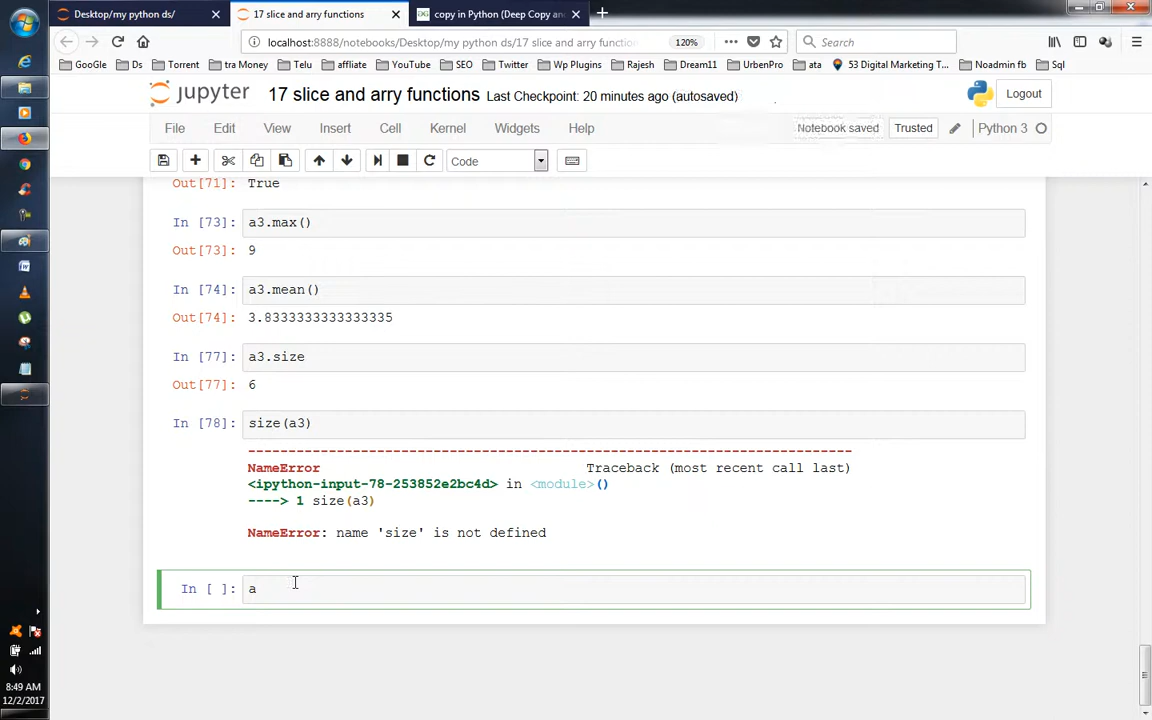 Desktop/my python ds/
17 slice and arry functions
copy in Python (Deep Copy and
localhost:8888/notebooks/Desktop/my python ds/17 slice and arry function
120%
Search
GooGle
Ds
Torrent
tra Money
Telu
affliate
YouTube
SEO
Twitter
Wp Plugins
Rajesh
Dream11
UrbenPro
ata
53 Digital Marketing T...
Noadmin fb
Sql
jupyter
17 slice and arry functions Last Checkpoint: 20 minutes ago (autosaved)
Logout
File Edit View Insert Cell Kernel Widgets Help
Notebook saved
Trusted
Python 3
Code
Out[71]: True
In [73]: a3.max()
Out[73]: 9
In [74]: a3.mean()
Out[74]: 3.8333333333333335
In [77]: a3.size
Out[77]: 6
In [78]: size(a3)
---------------------------------------------------------------------------
NameError Traceback (most recent call last)
<ipython-input-78-253852e2bc4d> in <module>()
----> 1 size(a3)
NameError: name 'size' is not defined
In [ ]: a
8:49 AM
12/2/2017